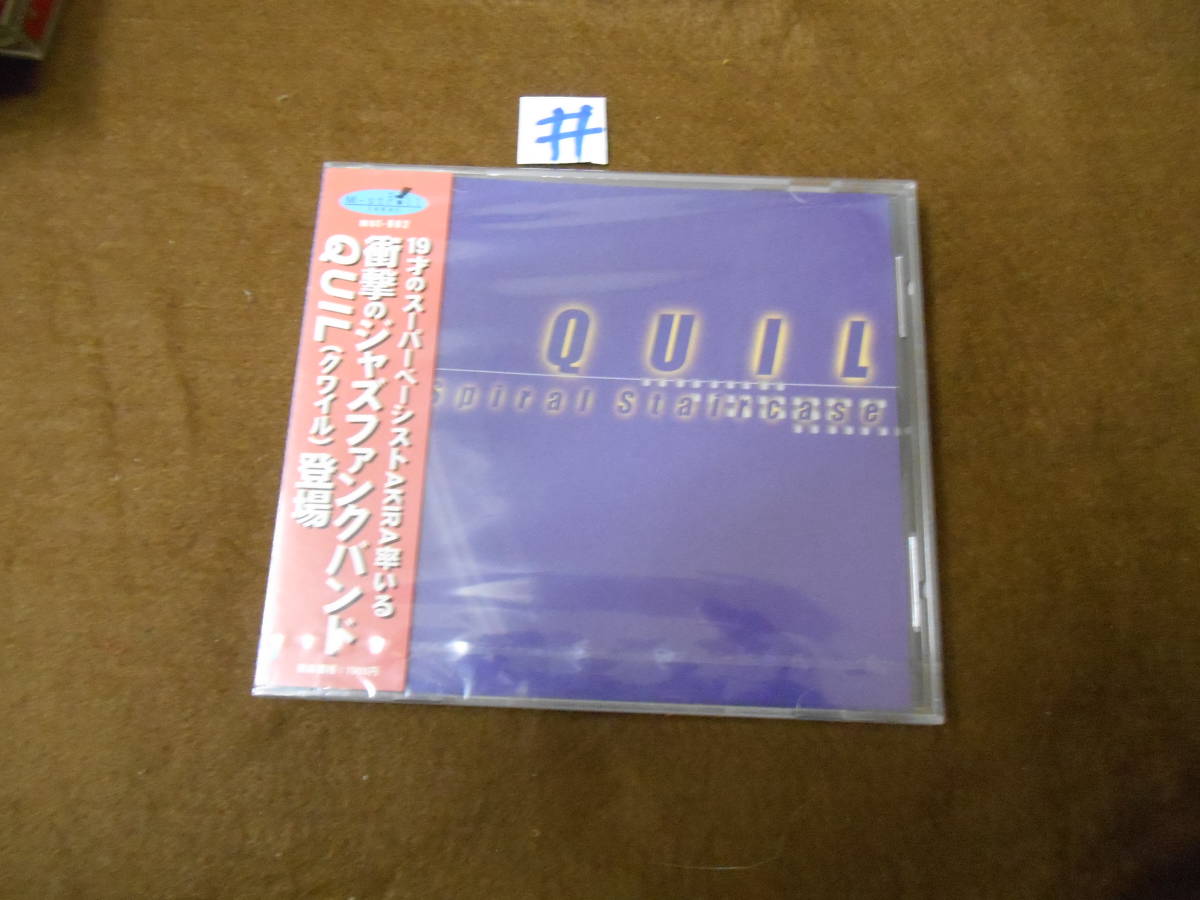 #
19才のスーパーベーシストAKIRA率いる
衝撃のジャズファンクバンド
QUIL(クワイル)登場
QUIL
Spiral Staircase